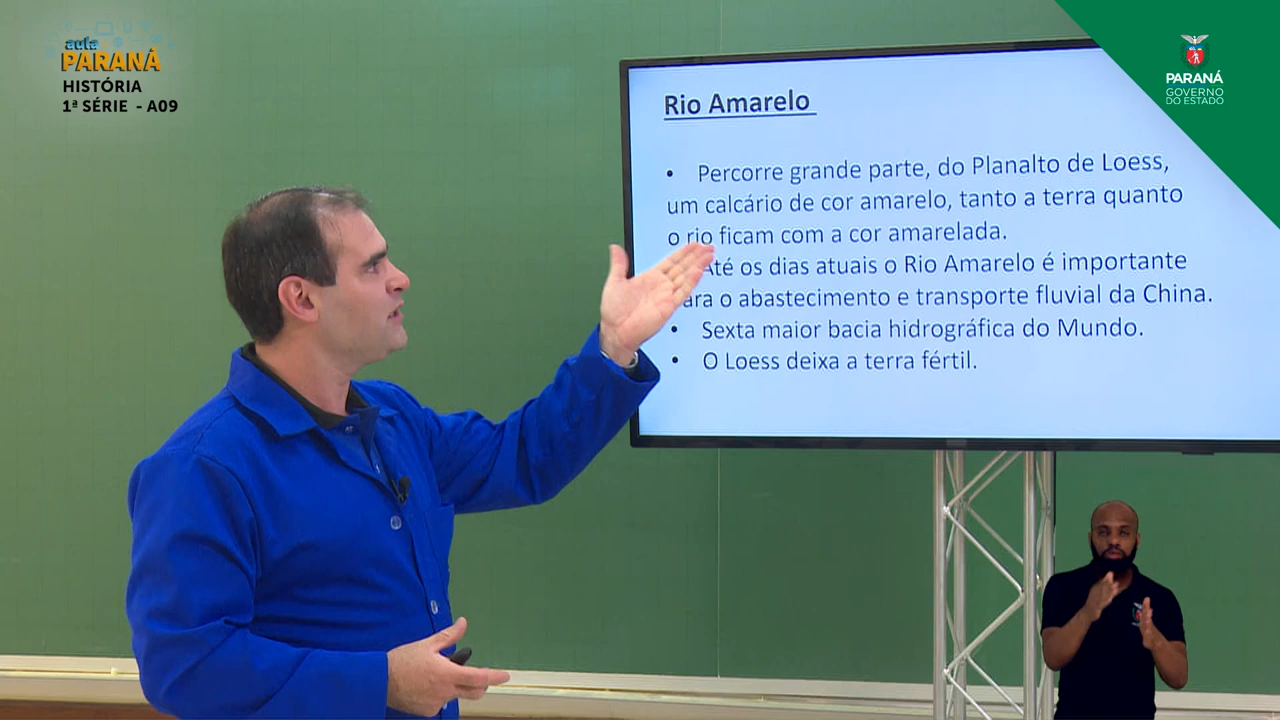 aula
PARANÁ
HISTÓRIA
1ª SÉRIE - A09
PARANÁ
GOVERNO
DO ESTADO
Rio Amarelo
• Percorre grande parte, do Planalto de Loess,
um calcário de cor amarelo, tanto a terra quanto
o rio ficam com a cor amarelada.
Até os dias atuais o Rio Amarelo é importante
ara o abastecimento e transporte fluvial da China.
• Sexta maior bacia hidrográfica do Mundo.
• O Loess deixa a terra fértil.